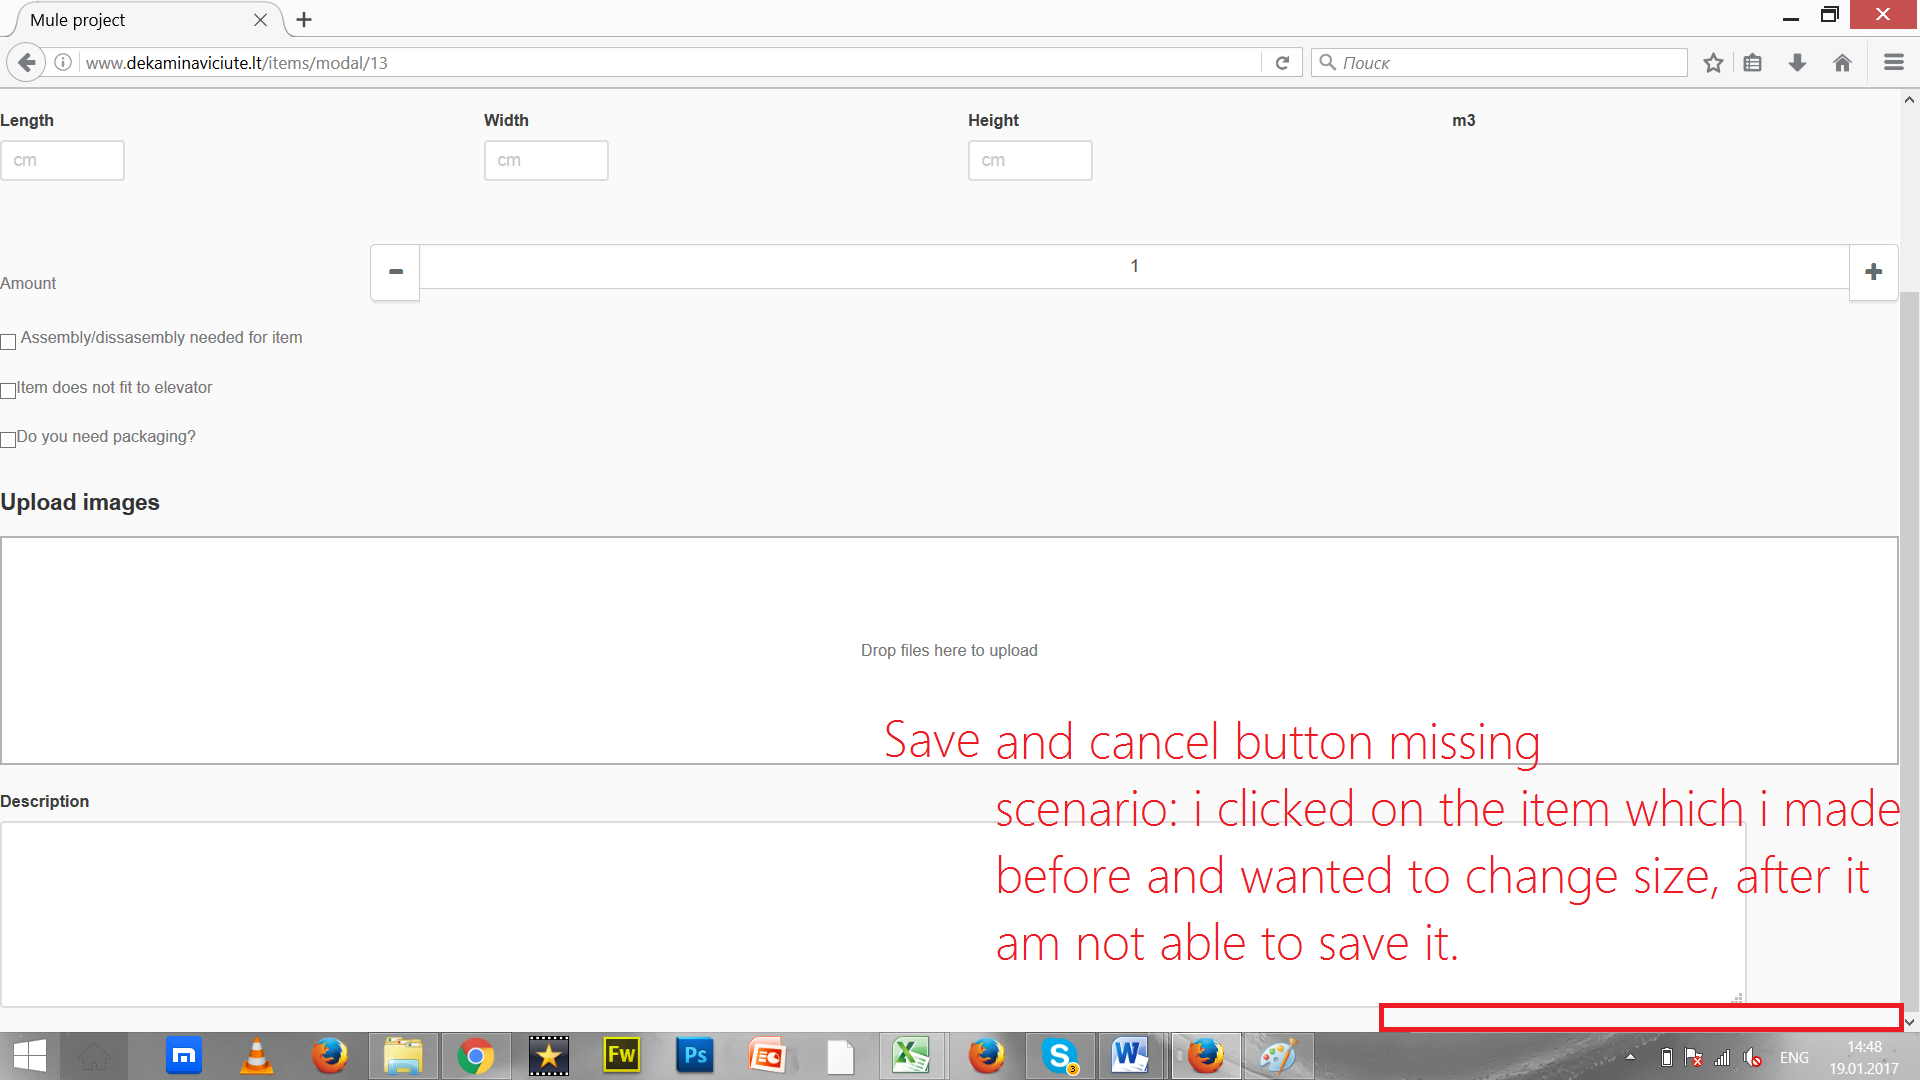 Mule project
www.dekaminaviciute.lt/items/modal/13
Поиск
Length Width Height m3
cm cm cm
Amount 1
Assembly/dissasembly needed for item
Item does not fit to elevator
Do you need packaging?
Upload images
Drop files here to upload
Save and cancel button missing
Description
scenario: i clicked on the item which i made
before and wanted to change size, after it
am not able to save it.
Fw Ps 3 ENG 14:48
19.01.2017